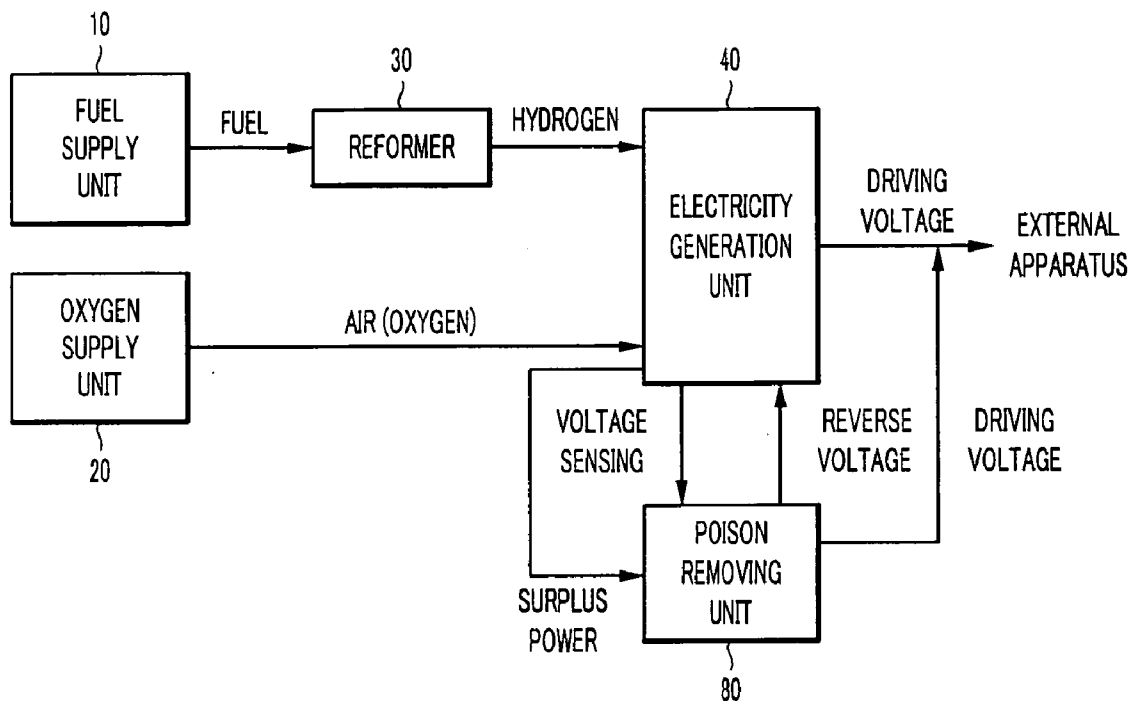 10
FUEL
SUPPLY
UNIT
FUEL
30
REFORMER
HYDROGEN
40
ELECTRICITY
GENERATION
UNIT
DRIVING
VOLTAGE
EXTERNAL
APPARATUS
OXYGEN
SUPPLY
UNIT
20
AIR (OXYGEN)
VOLTAGE
SENSING
REVERSE
VOLTAGE
DRIVING
VOLTAGE
SURPLUS
POWER
POISON
REMOVING
UNIT
80